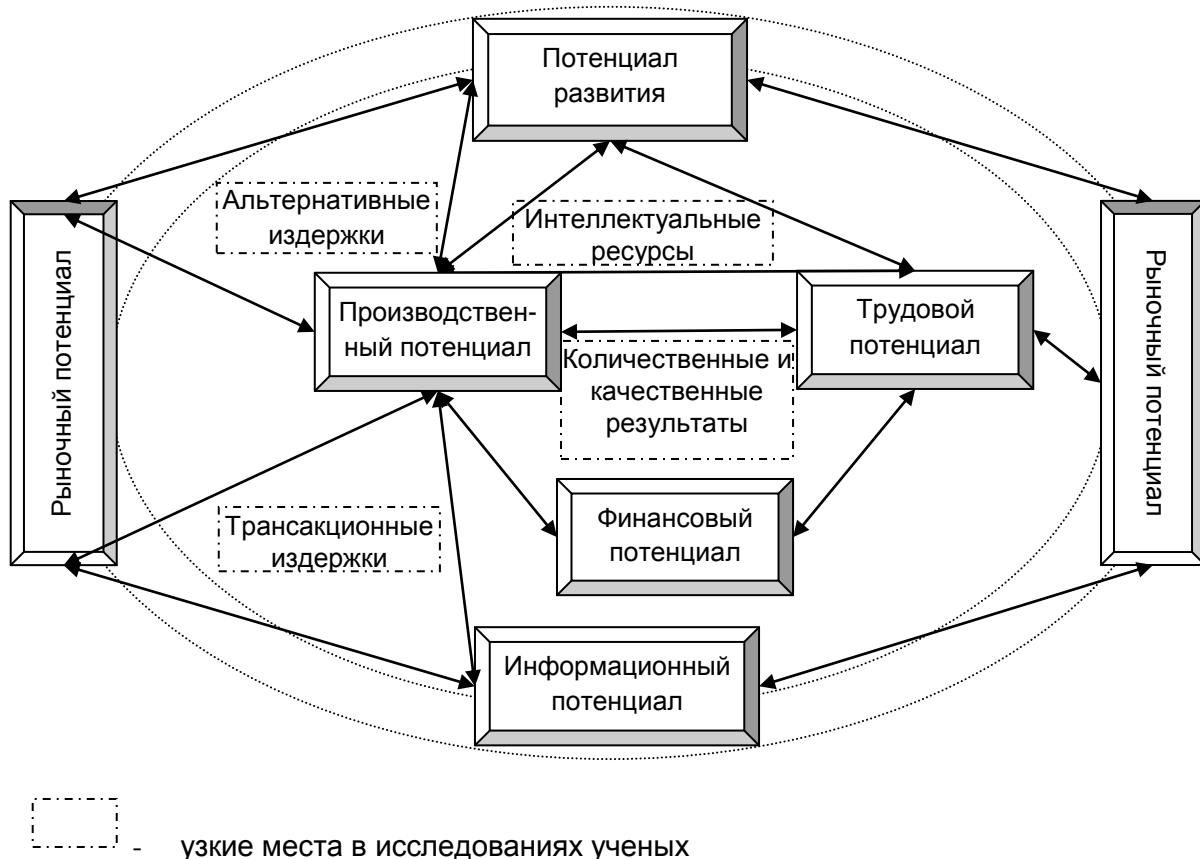 Потенциал
развития
Альтернативные
издержки
Интеллектуальные
ресурсы
Рыночный потенциал
Производствен-
ный потенциал
Трудовой
потенциал
Рыночный потенциал
Количественные и
качественные
результаты
Трансакционные
издержки
Финансовый
потенциал
Информационный
потенциал
- узкие места в исследованиях ученых